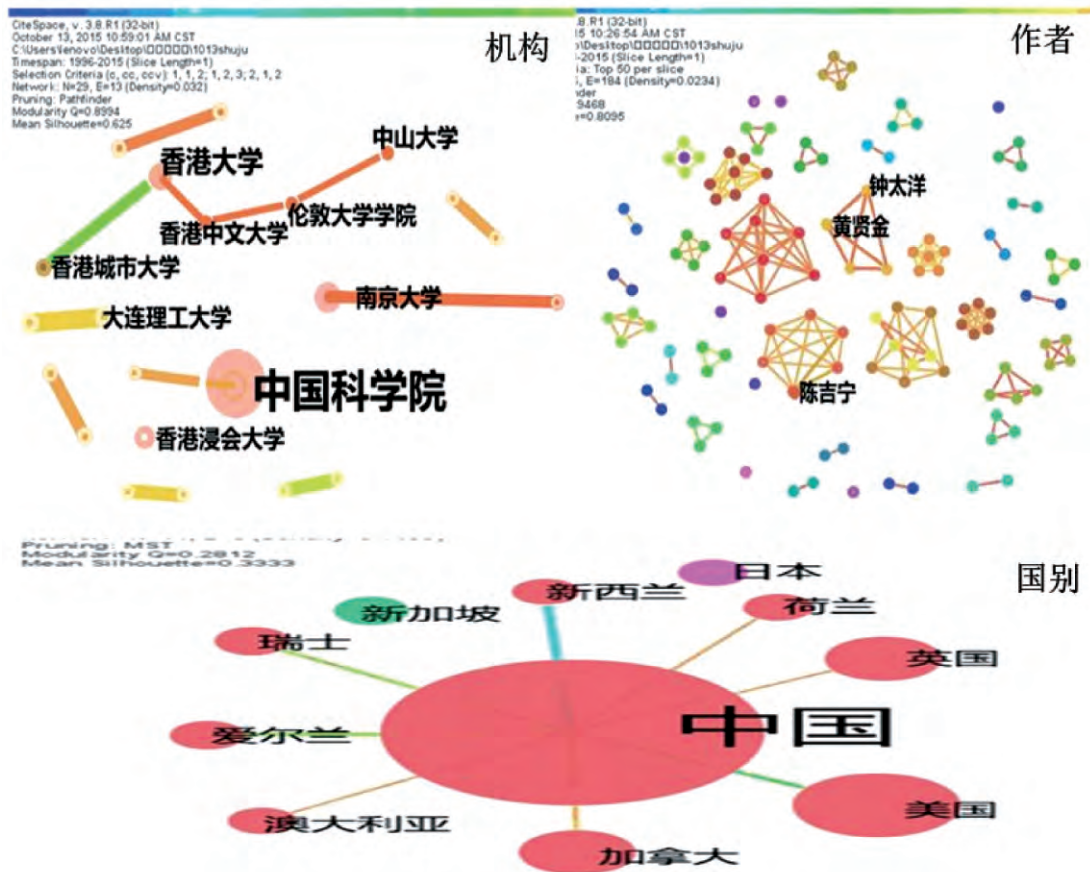 CiteSpace, v. 3.8.R1 (32-bit)
October 13, 2015 10:59:01 AM CST
C:\Users\lenovo\Desktop\□□□□□\1013shuju
Timespan: 1996-2015 (Slice Length=1)
Selection Criteria (c, cc, ccv): 1, 1, 2; 1, 2, 3; 2, 1, 2
Network: N=29, E=13 (Density=0.032)
Pruning: Pathfinder
Modularity Q=0.8994
Mean Silhouette=0.625
机构
中山大学
香港大学
伦敦大学学院
香港中文大学
香港城市大学
南京大学
大连理工大学
中国科学院
香港浸会大学
.8.R1 (32-bit)
15 10:26:54 AM CST
\Desktop\□□□□□\1013shuju
-2015 (Slice Length=1)
ia: Top 50 per slice
, E=184 (Density=0.0234)
nder
.9468
=0.8095
作者
钟太洋
黄贤金
陈吉宁
Pruning: MST
Modularity Q=0.2812
Mean Silhouette=0.3333
国别
日本
新西兰
新加坡
荷兰
瑞士
英国
中国
爱尔兰
美国
澳大利亚
加拿大